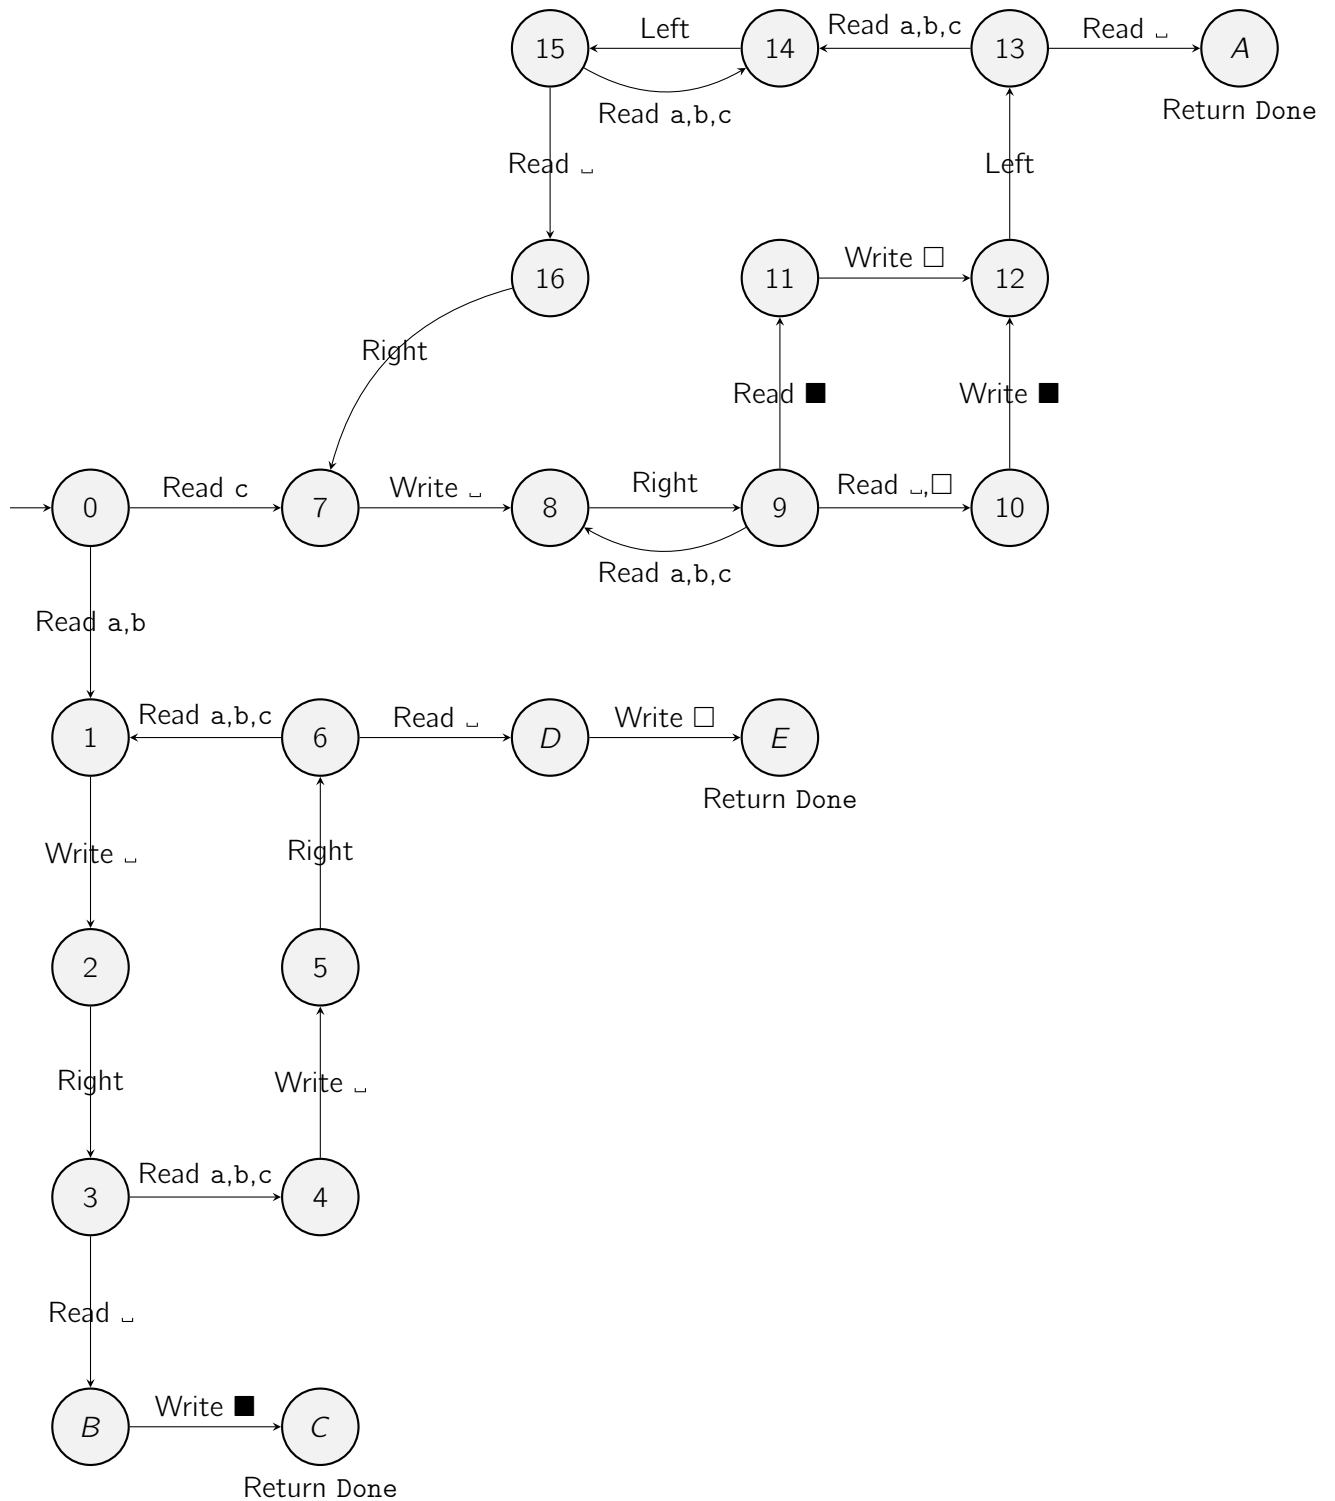 15 Left 14 Read a,b,c 13 Read ␣ A
Read a,b,c Return Done
Read ␣ Left
16 11 Write □ 12
Right
Read ■ Write ■
0 Read c 7 Write ␣ 8 Right 9 Read ␣,□ 10
Read a,b,c
Read a,b
1 Read a,b,c 6 Read ␣ D Write □ E
Return Done
Write ␣ Right
2 5
Right Write ␣
3 Read a,b,c 4
Read ␣
B Write ■ C
Return Done